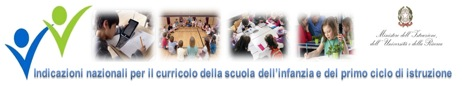 Ministero dell'Istruzione,
dell'Università e della Ricerca
Indicazioni nazionali per il curricolo della scuola dell'infanzia e del primo ciclo di istruzione